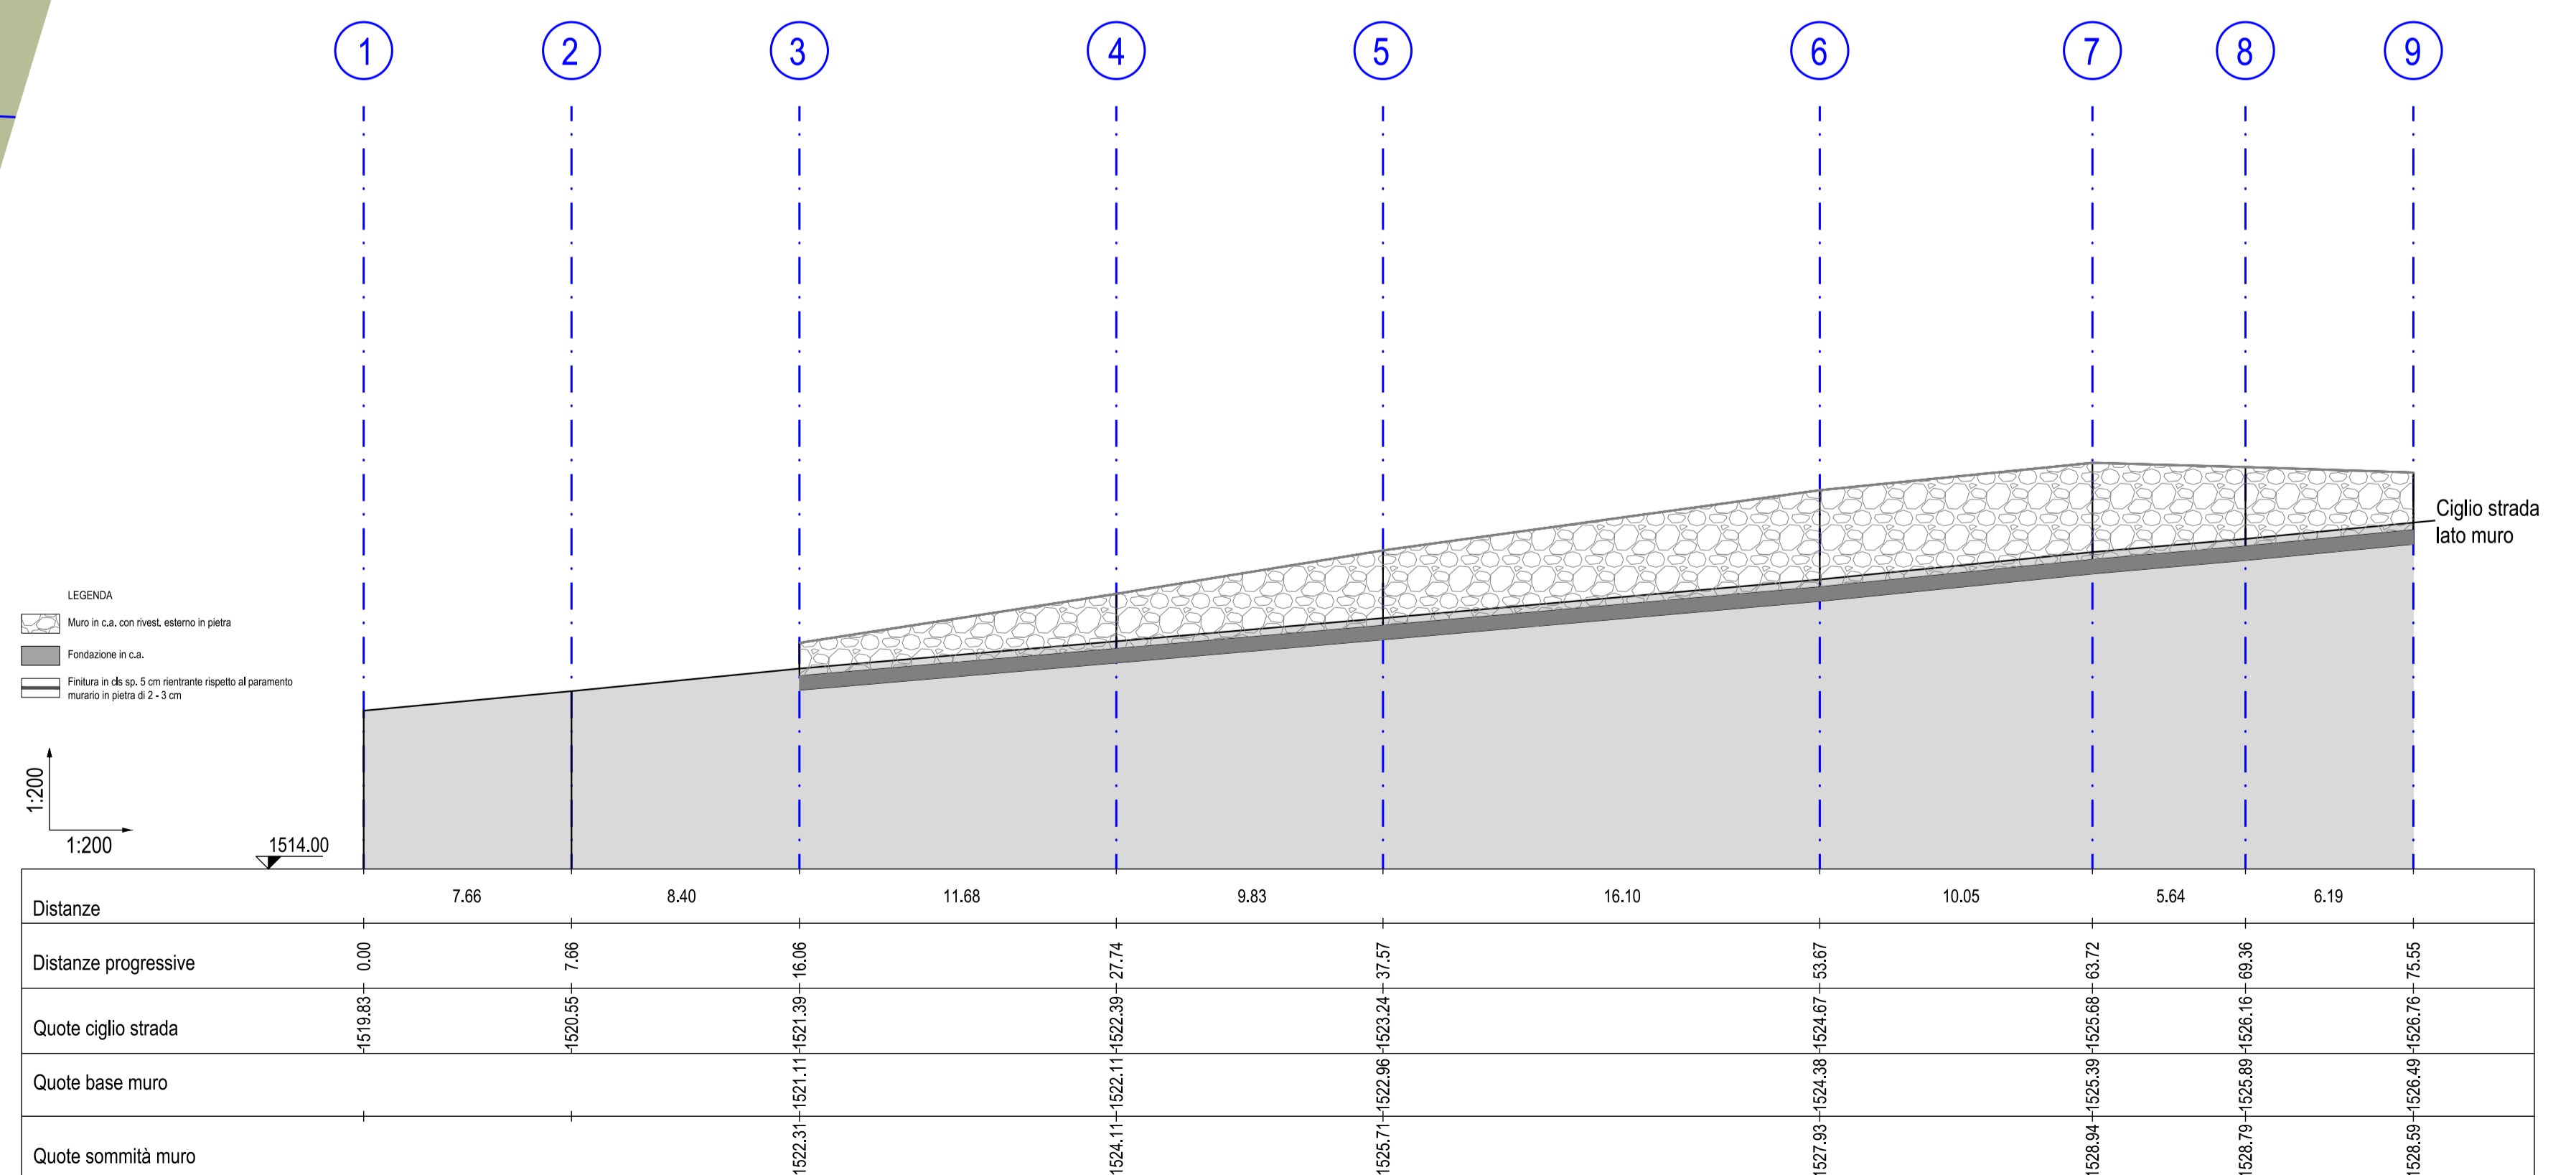 1 2 3 4 5 6 7 8 9
Ciglio strada
lato muro
LEGENDA
Muro in c.a. con rivest. esterno in pietra
Fondazione in c.a.
Finitura in cls sp. 5 cm rientrante rispetto al paramento
murario in pietra di 2 - 3 cm
1:200
1:200
1514.00
Distanze 7.66 8.40 11.68 9.83 16.10 10.05 5.64 6.19
Distanze progressive 0.00 7.66 16.06 27.74 37.57 53.67 63.72 69.36 75.55
Quote ciglio strada 1519.83 1520.55 1521.39 1522.39 1523.24 1524.67 1525.68 1526.16 1526.76
Quote base muro 1521.11 1522.11 1522.96 1524.38 1525.39 1525.89 1526.49
Quote sommità muro 1522.31 1524.11 1525.71 1527.93 1528.94 1528.79 1528.59